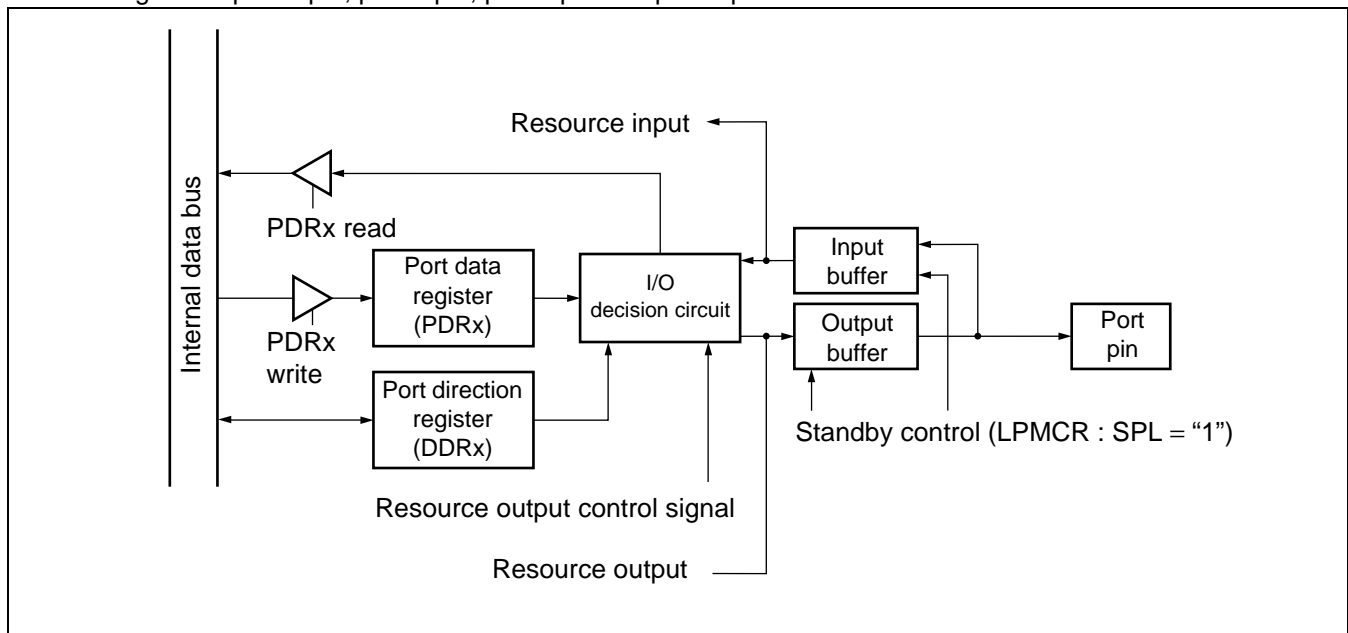 Resource input
Internal data bus
PDRx read
Port data
register
(PDRx)
I/O
decision circuit
Input
buffer
Output
buffer
Port
pin
PDRx
write
Port direction
register
(DDRx)
Standby control (LPMCR : SPL = “1”)
Resource output control signal
Resource output